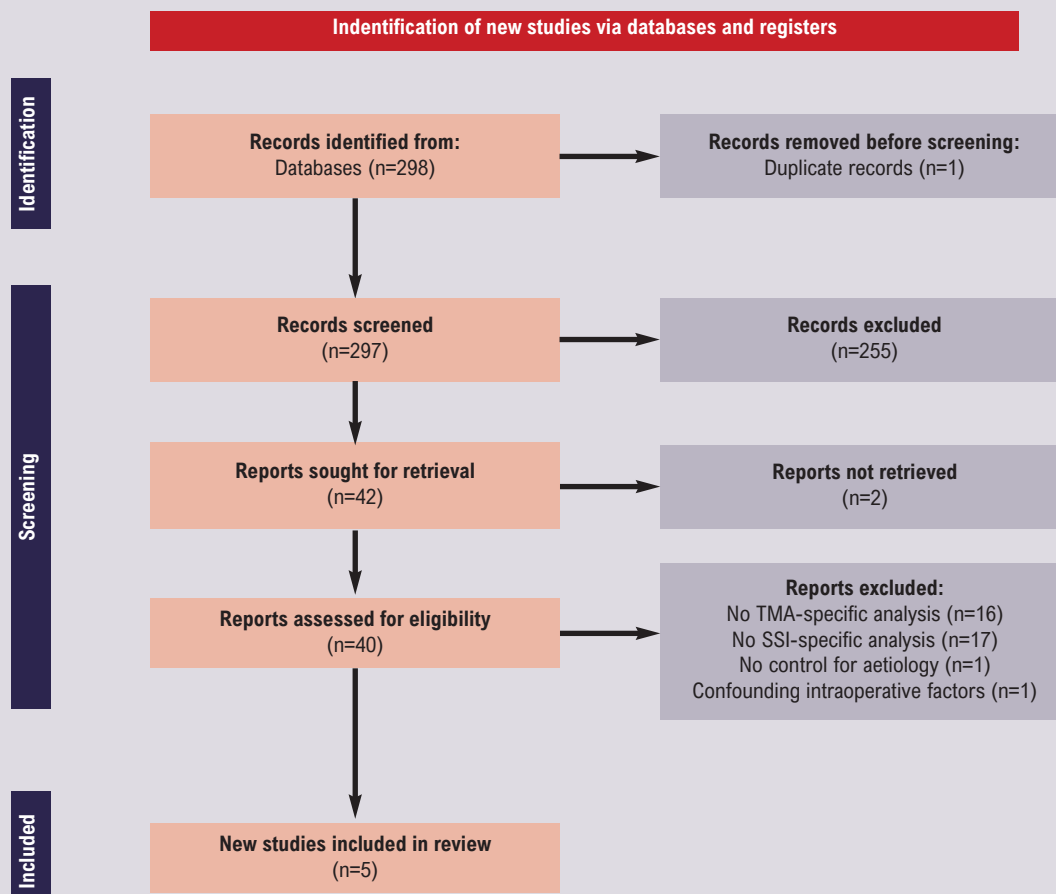 Indentification of new studies via databases and registers
Identification
Records identified from:
Databases (n=298)
Records removed before screening:
Duplicate records (n=1)
Screening
Records screened
(n=297)
Records excluded
(n=255)
Reports sought for retrieval
(n=42)
Reports not retrieved
(n=2)
Reports assessed for eligibility
(n=40)
Reports excluded:
No TMA-specific analysis (n=16)
No SSI-specific analysis (n=17)
No control for aetiology (n=1)
Confounding intraoperative factors (n=1)
Included
New studies included in review
(n=5)